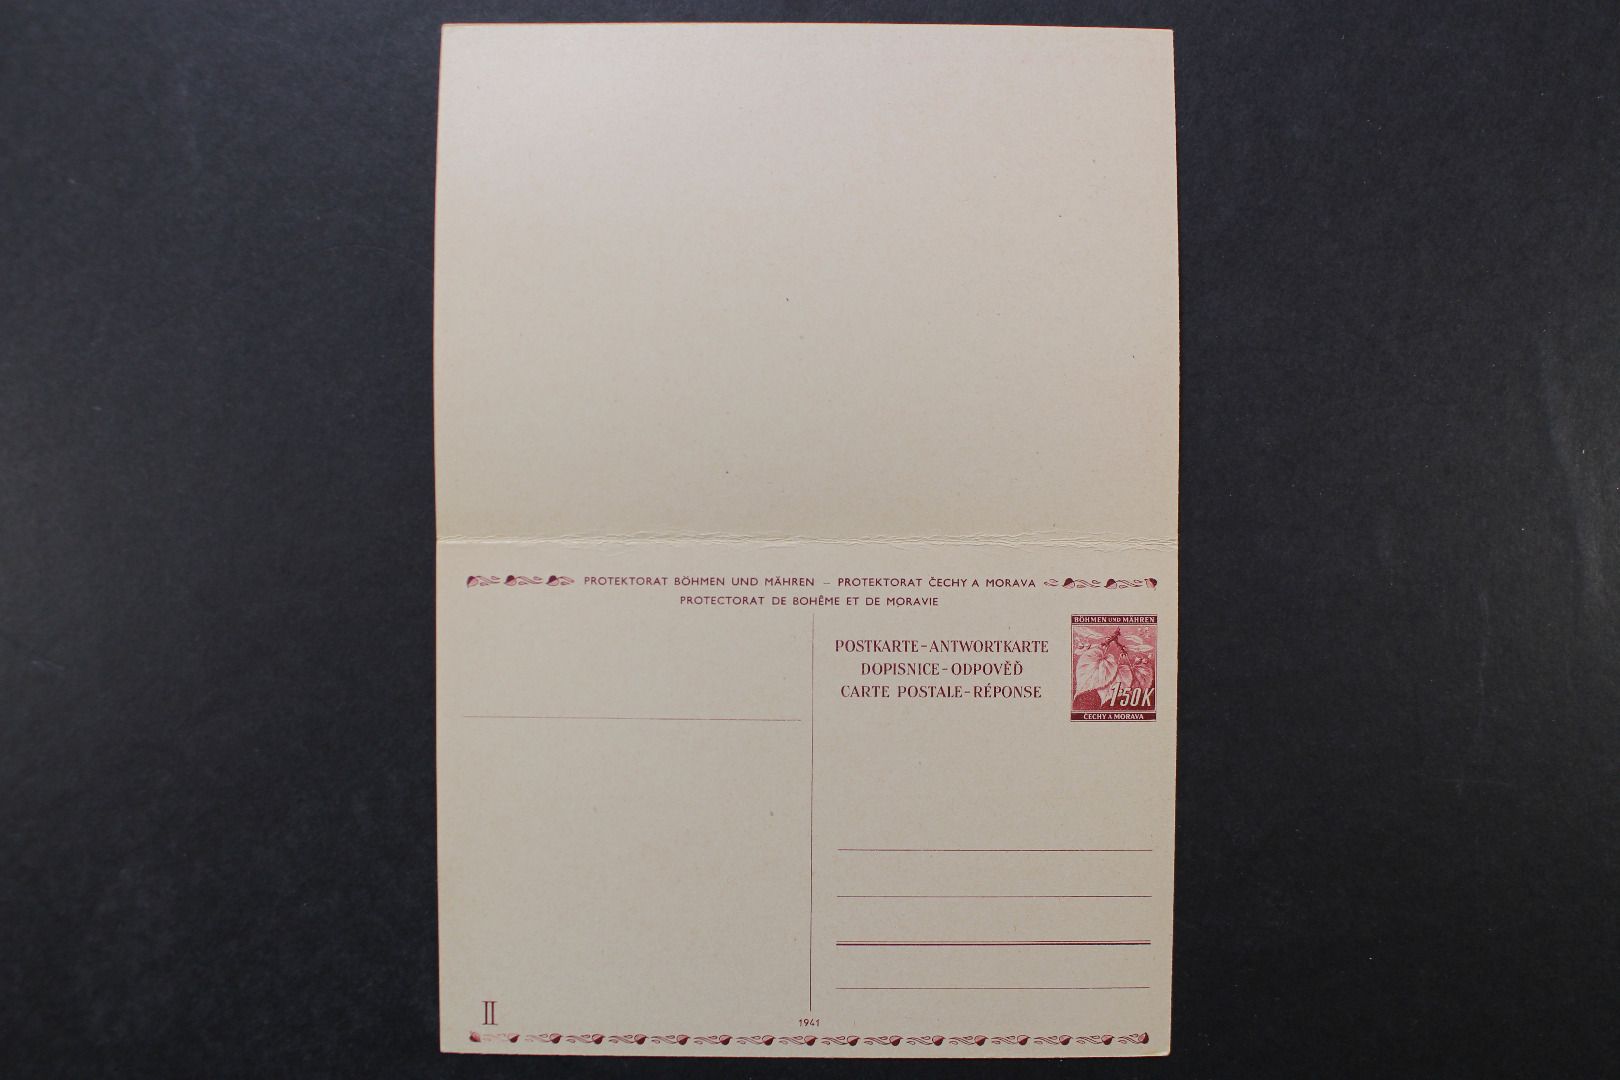 PROTEKTORAT BÖHMEN UND MÄHREN – PROTEKTORAT ČECHY A MORAVA
PROTECTORAT DE BOHÊME ET DE MORAVIE
POSTKARTE-ANTWORTKARTE
DOPISNICE-ODPOVĚĎ
CARTE POSTALE-RÉPONSE
BÖHMEN UND MÄHREN
1'50K
ČECHY A MORAVA
II
1941